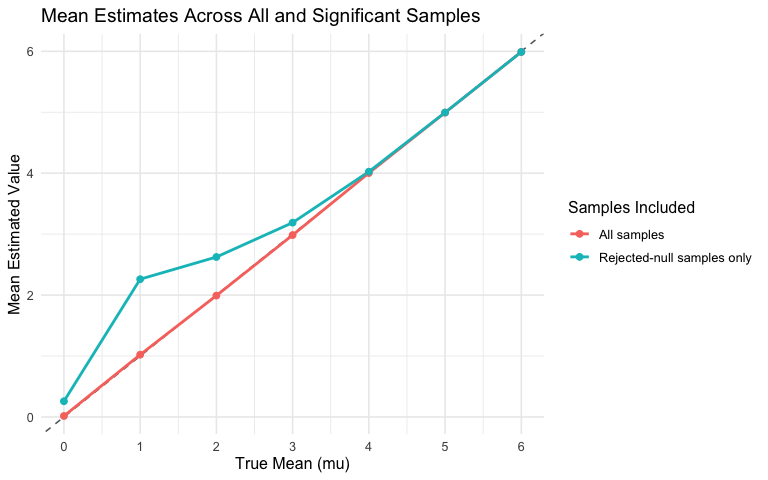 Mean Estimates Across All and Significant Samples
Mean Estimated Value
6
4
2
0
0 1 2 3 4 5 6
True Mean (mu)
Samples Included
All samples
Rejected-null samples only